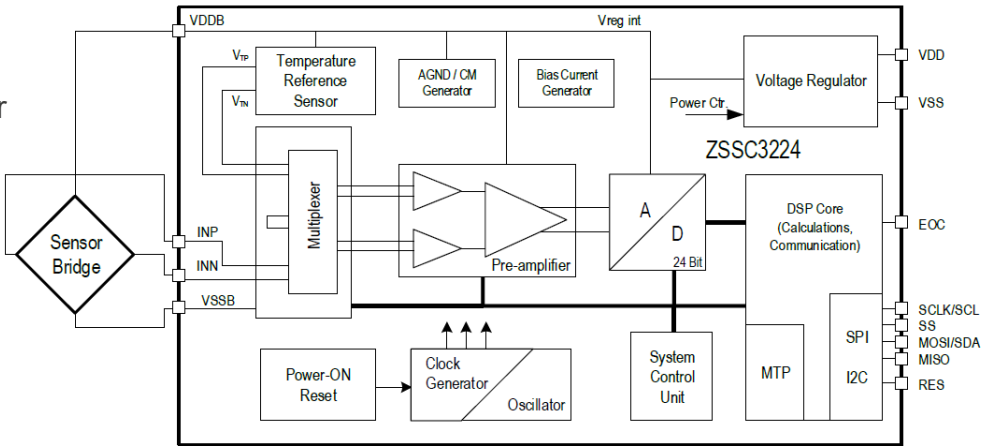 VDDB
Vreg int
VTP
Temperature
Reference
Sensor
VTN
AGND / CM
Generator
Bias Current
Generator
Voltage Regulator
Power Ctr.
VDD
VSS
r
ZSSC3224
Sensor
Bridge
INP
INN
VSSB
Multiplexer
Pre-amplifier
A
D
24 Bit
DSP Core
(Calculations,
Communication)
EOC
SCLK/SCL
SS
MOSI/SDA
MISO
RES
SPI
I2C
MTP
Power-ON
Reset
Clock
Generator
Oscillator
System
Control
Unit